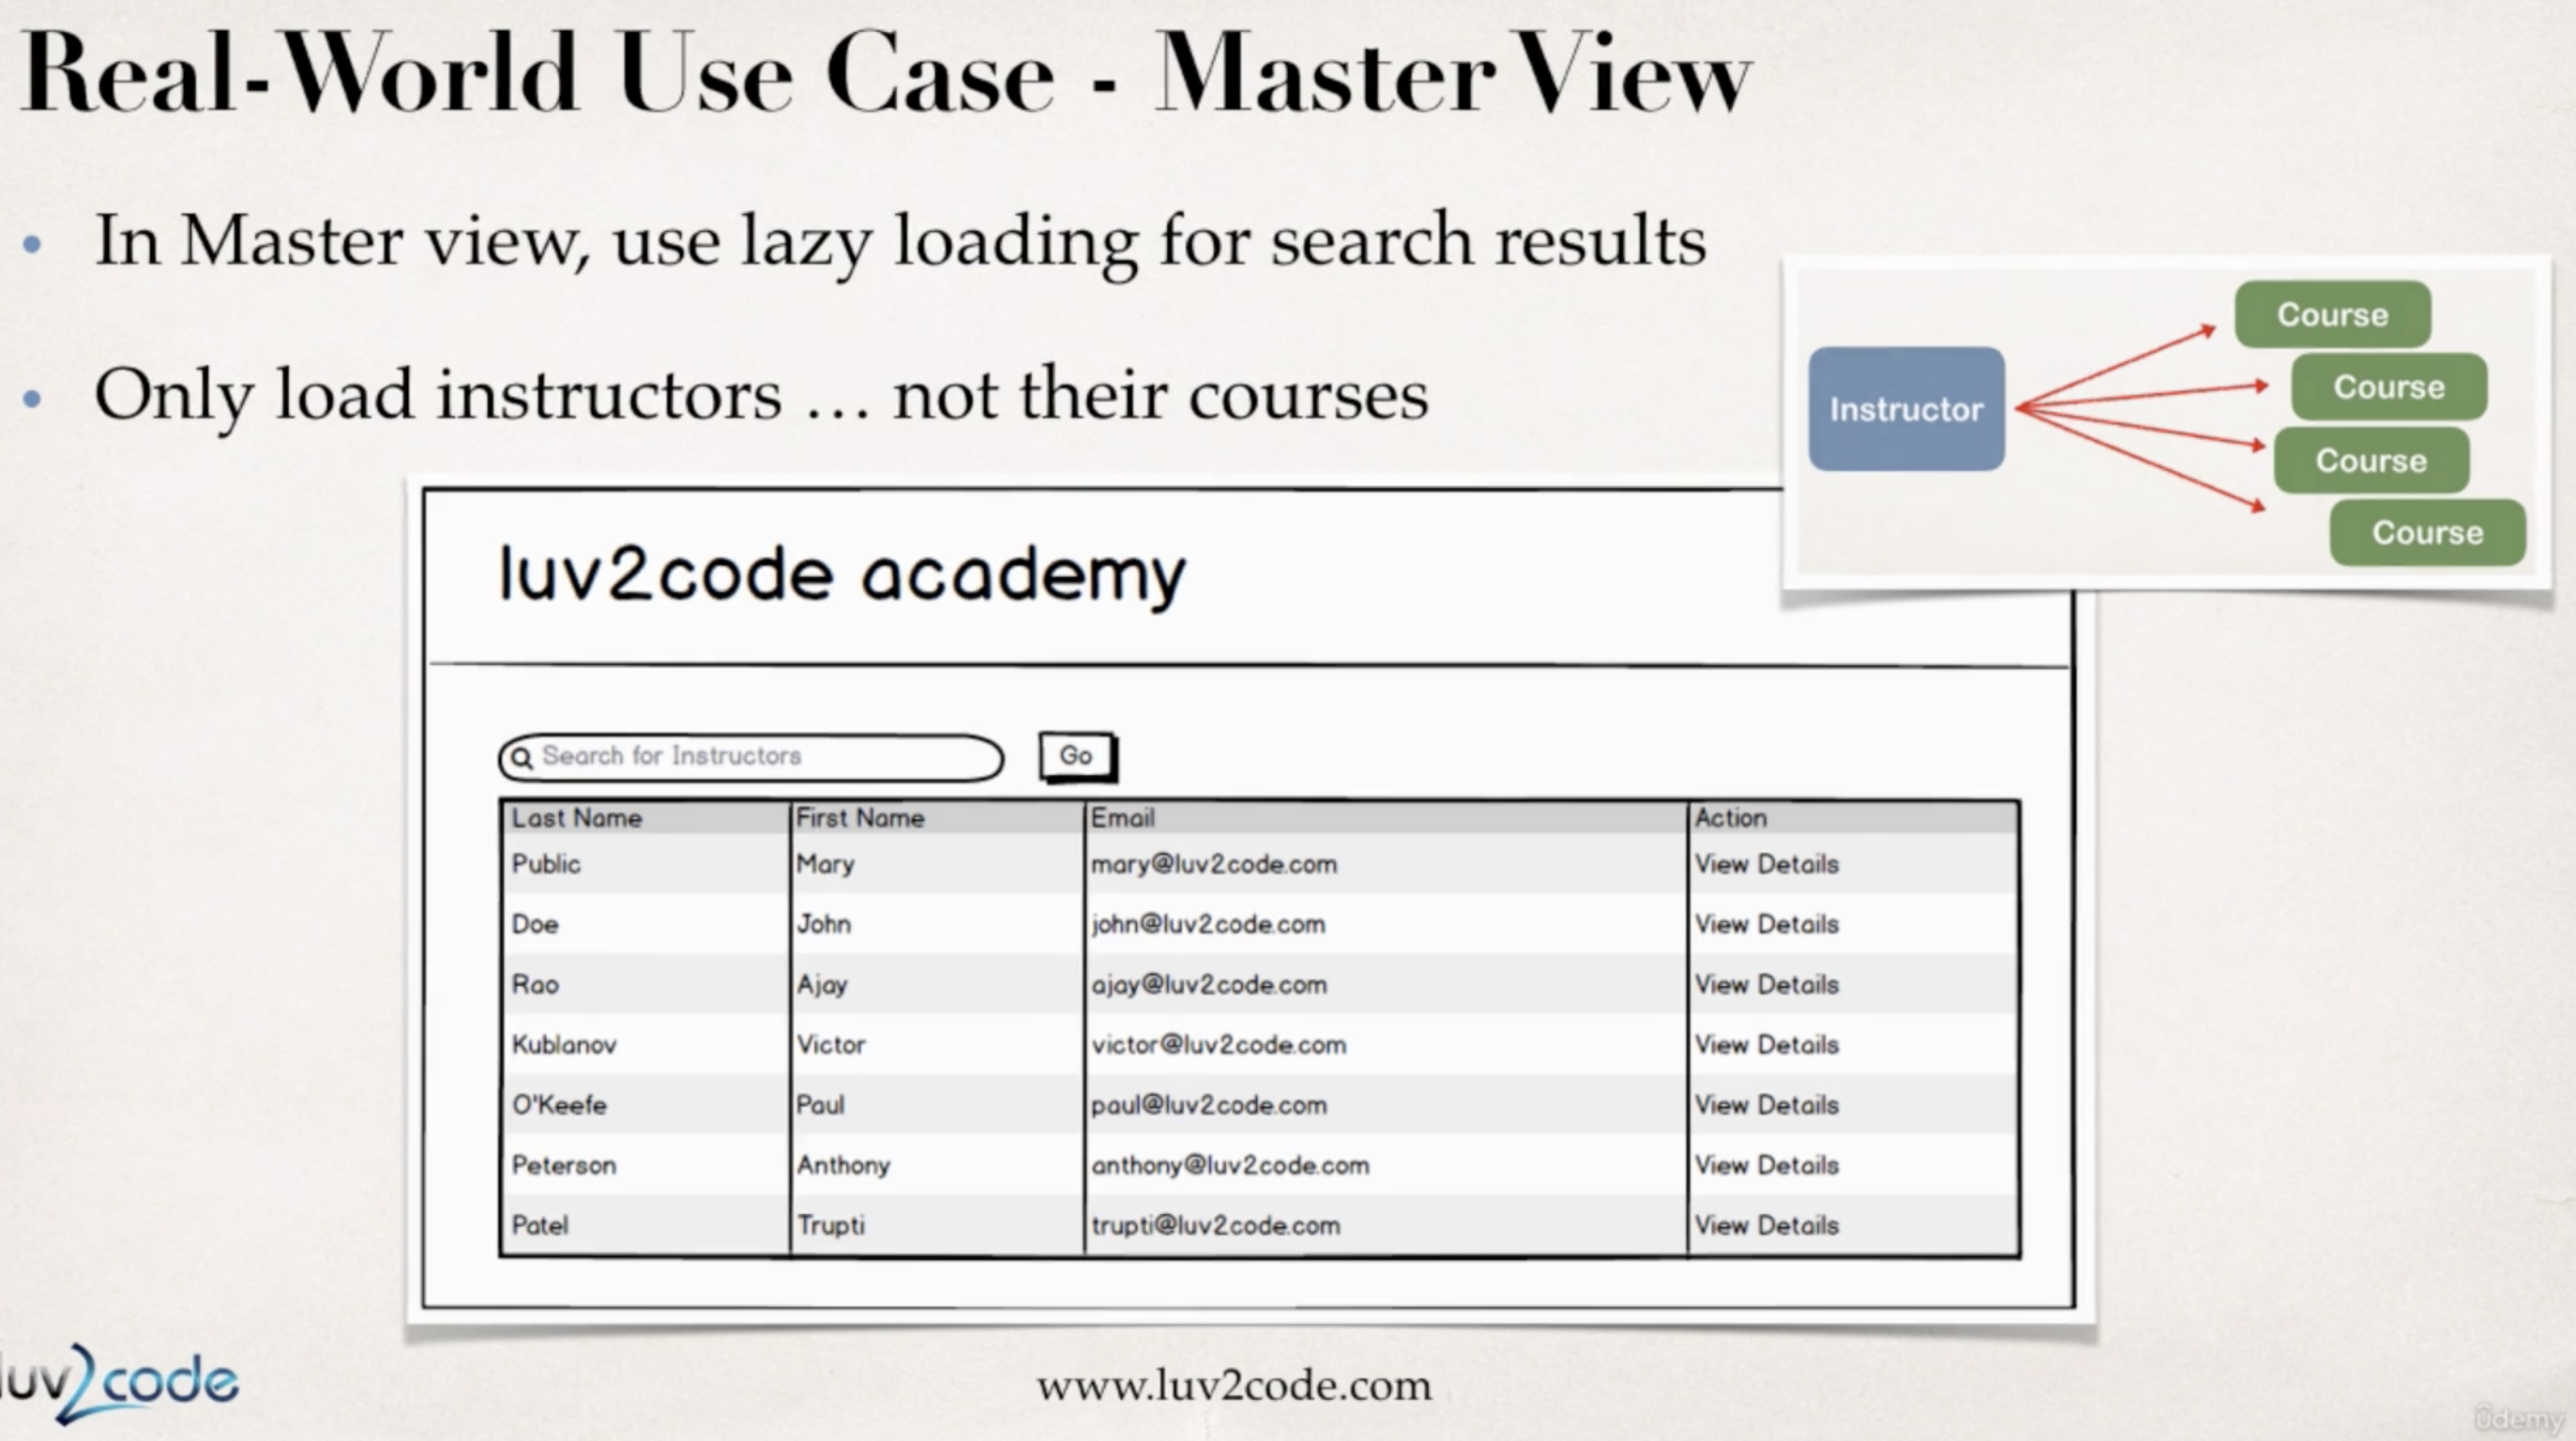 Real-World Use Case - Master View
• In Master view, use lazy loading for search results
• Only load instructors … not their courses
Instructor
Course
Course
Course
Course
luv2code academy
Search for Instructors Go
Last Name First Name Email Action
Public Mary mary@luv2code.com View Details
Doe John john@luv2code.com View Details
Rao Ajay ajay@luv2code.com View Details
Kublanov Victor victor@luv2code.com View Details
O'Keefe Paul paul@luv2code.com View Details
Peterson Anthony anthony@luv2code.com View Details
Patel Trupti trupti@luv2code.com View Details
luv2code
www.luv2code.com
ûdemy